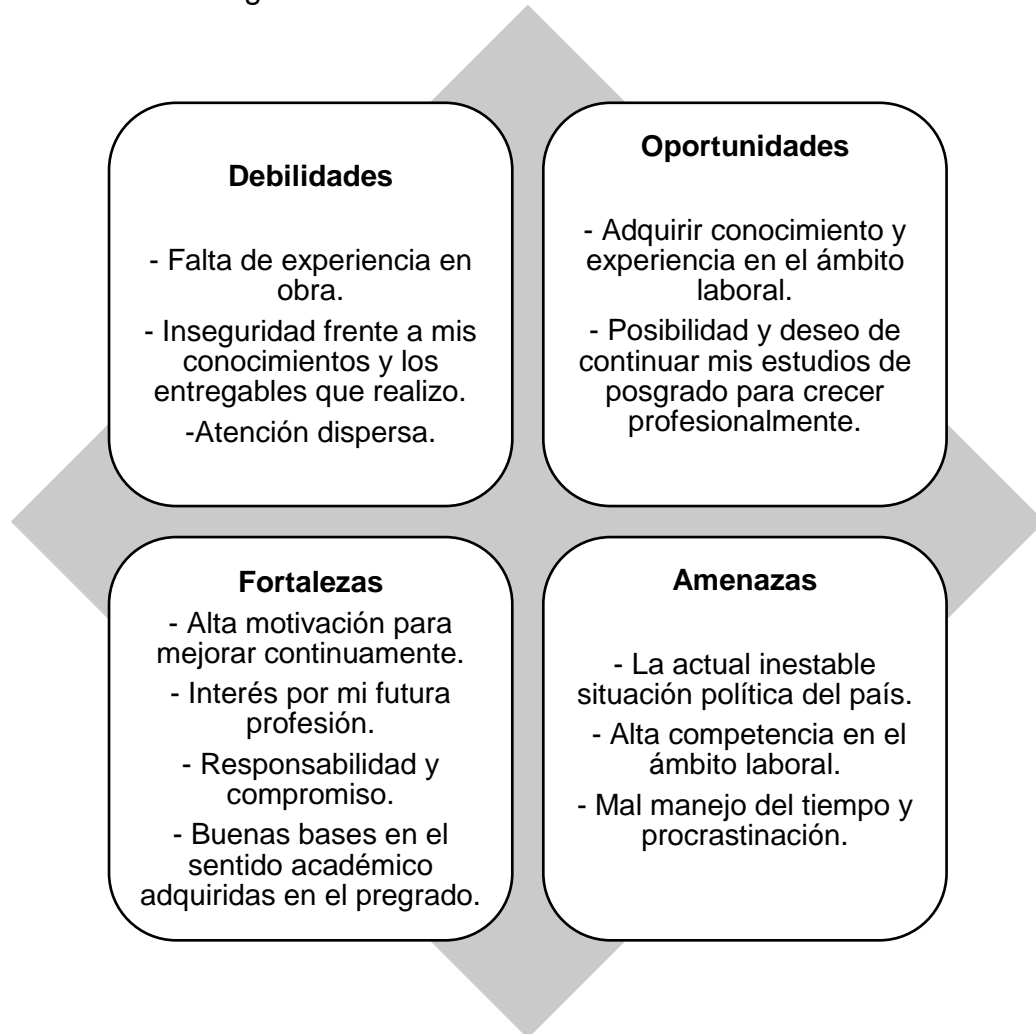 Debilidades
- Falta de experiencia en
obra.
- Inseguridad frente a mis
conocimientos y los
entregables que realizo.
-Atención dispersa.
Oportunidades
- Adquirir conocimiento y
experiencia en el ámbito
laboral.
- Posibilidad y deseo de
continuar mis estudios de
posgrado para crecer
profesionalmente.
Fortalezas
- Alta motivación para
mejorar continuamente.
- Interés por mi futura
profesión.
- Responsabilidad y
compromiso.
- Buenas bases en el
sentido académico
adquiridas en el pregrado.
Amenazas
- La actual inestable
situación política del país.
- Alta competencia en el
ámbito laboral.
- Mal manejo del tiempo y
procrastinación.